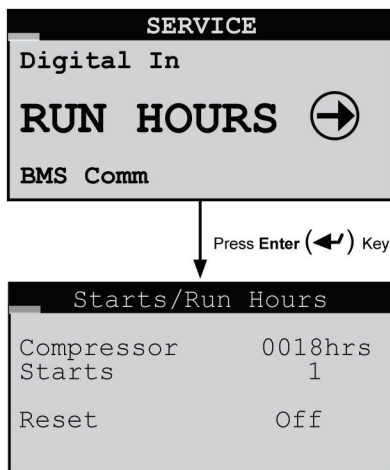 SERVICE
Digital In
RUN HOURS
BMS Comm
Press Enter (↵) Key
Starts/Run Hours
Compressor 0018hrs
Starts 1
Reset Off